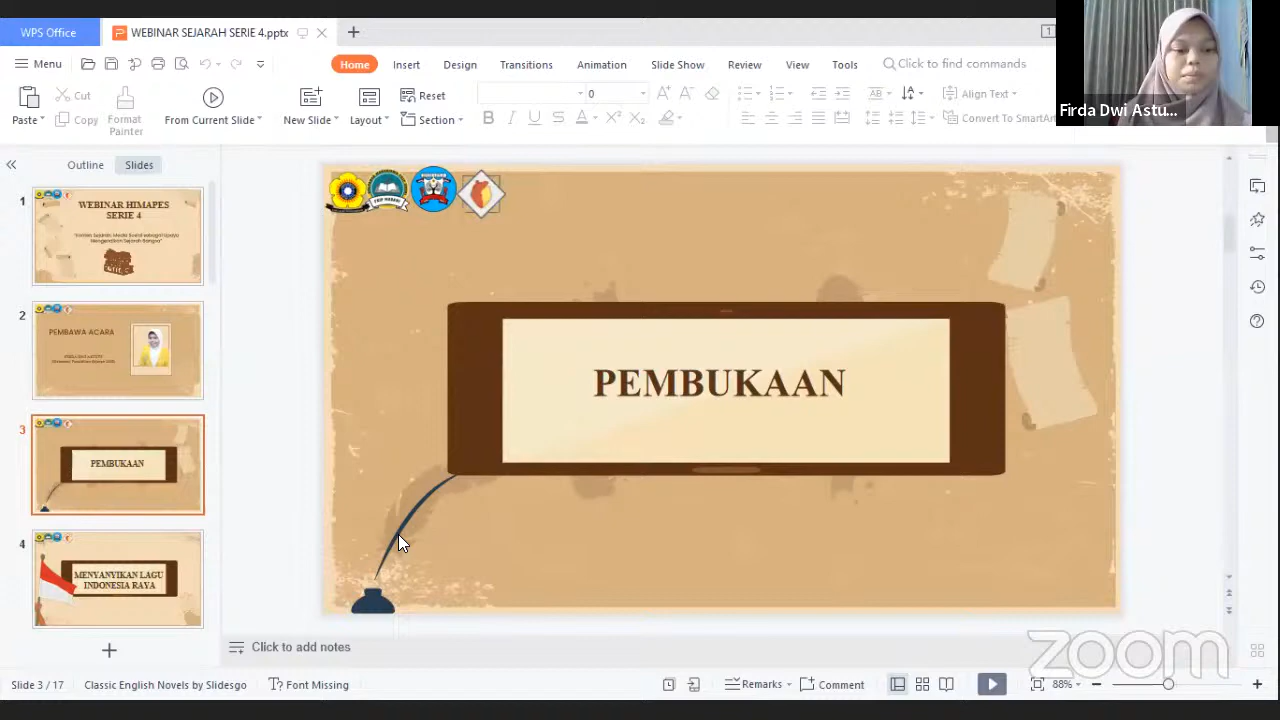 WPS Office
WEBINAR SEJARAH SERIE 4.pptx
1
Menu
Home
Insert
Design
Transitions
Animation
Slide Show
Review
View
Tools
Click to find commands
Paste
Cut
Copy
Format
Painter
From Current Slide
New Slide
Layout
Reset
Section
0
Align Text
Convert To SmartArt
Firda Dwi Astu...
Outline
Slides
1
WEBINAR HIMAPES
SERIE 4
2
PEMBAWA ACARA
3
PEMBUKAAN
4
MENYANYIKAN LAGU
INDONESIA RAYA
PEMBUKAAN
Click to add notes
zoom
Slide 3 / 17
Classic English Novels by Slidesgo
Font Missing
Remarks
Comment
88%